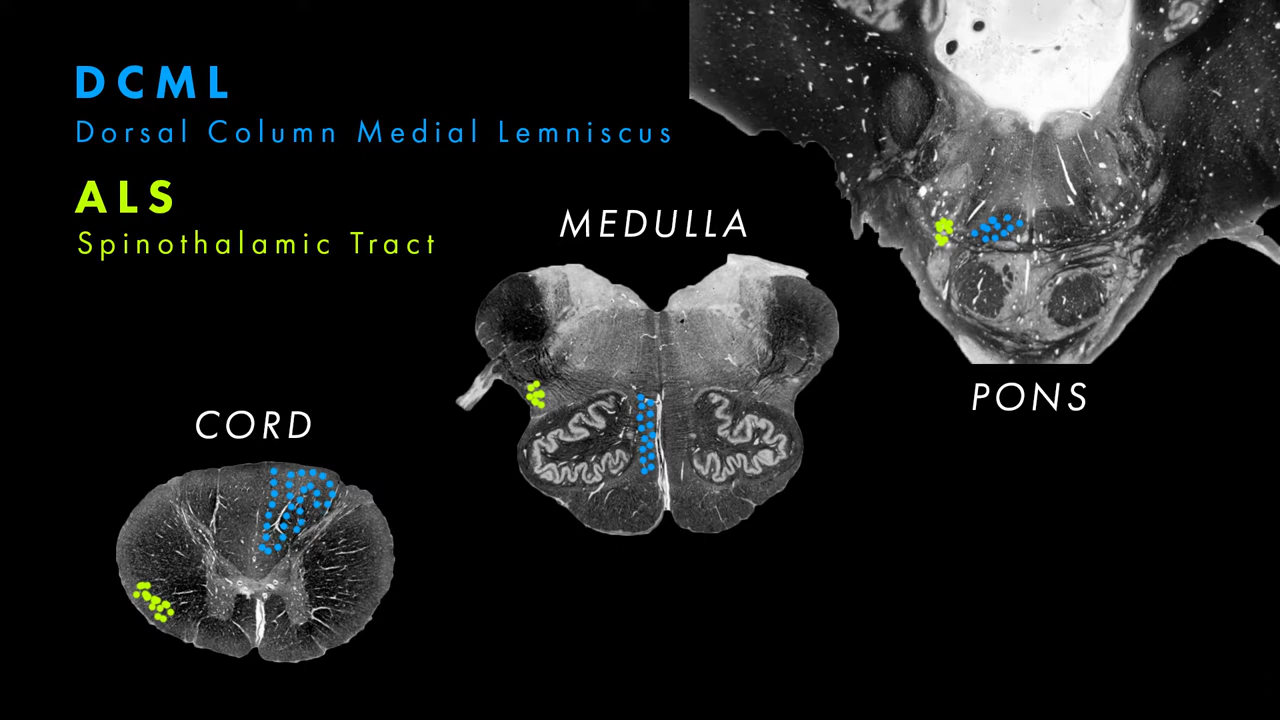 DCML
Dorsal Column Medial Lemniscus
ALS
Spinothalamic Tract
MEDULLA
PONS
CORD